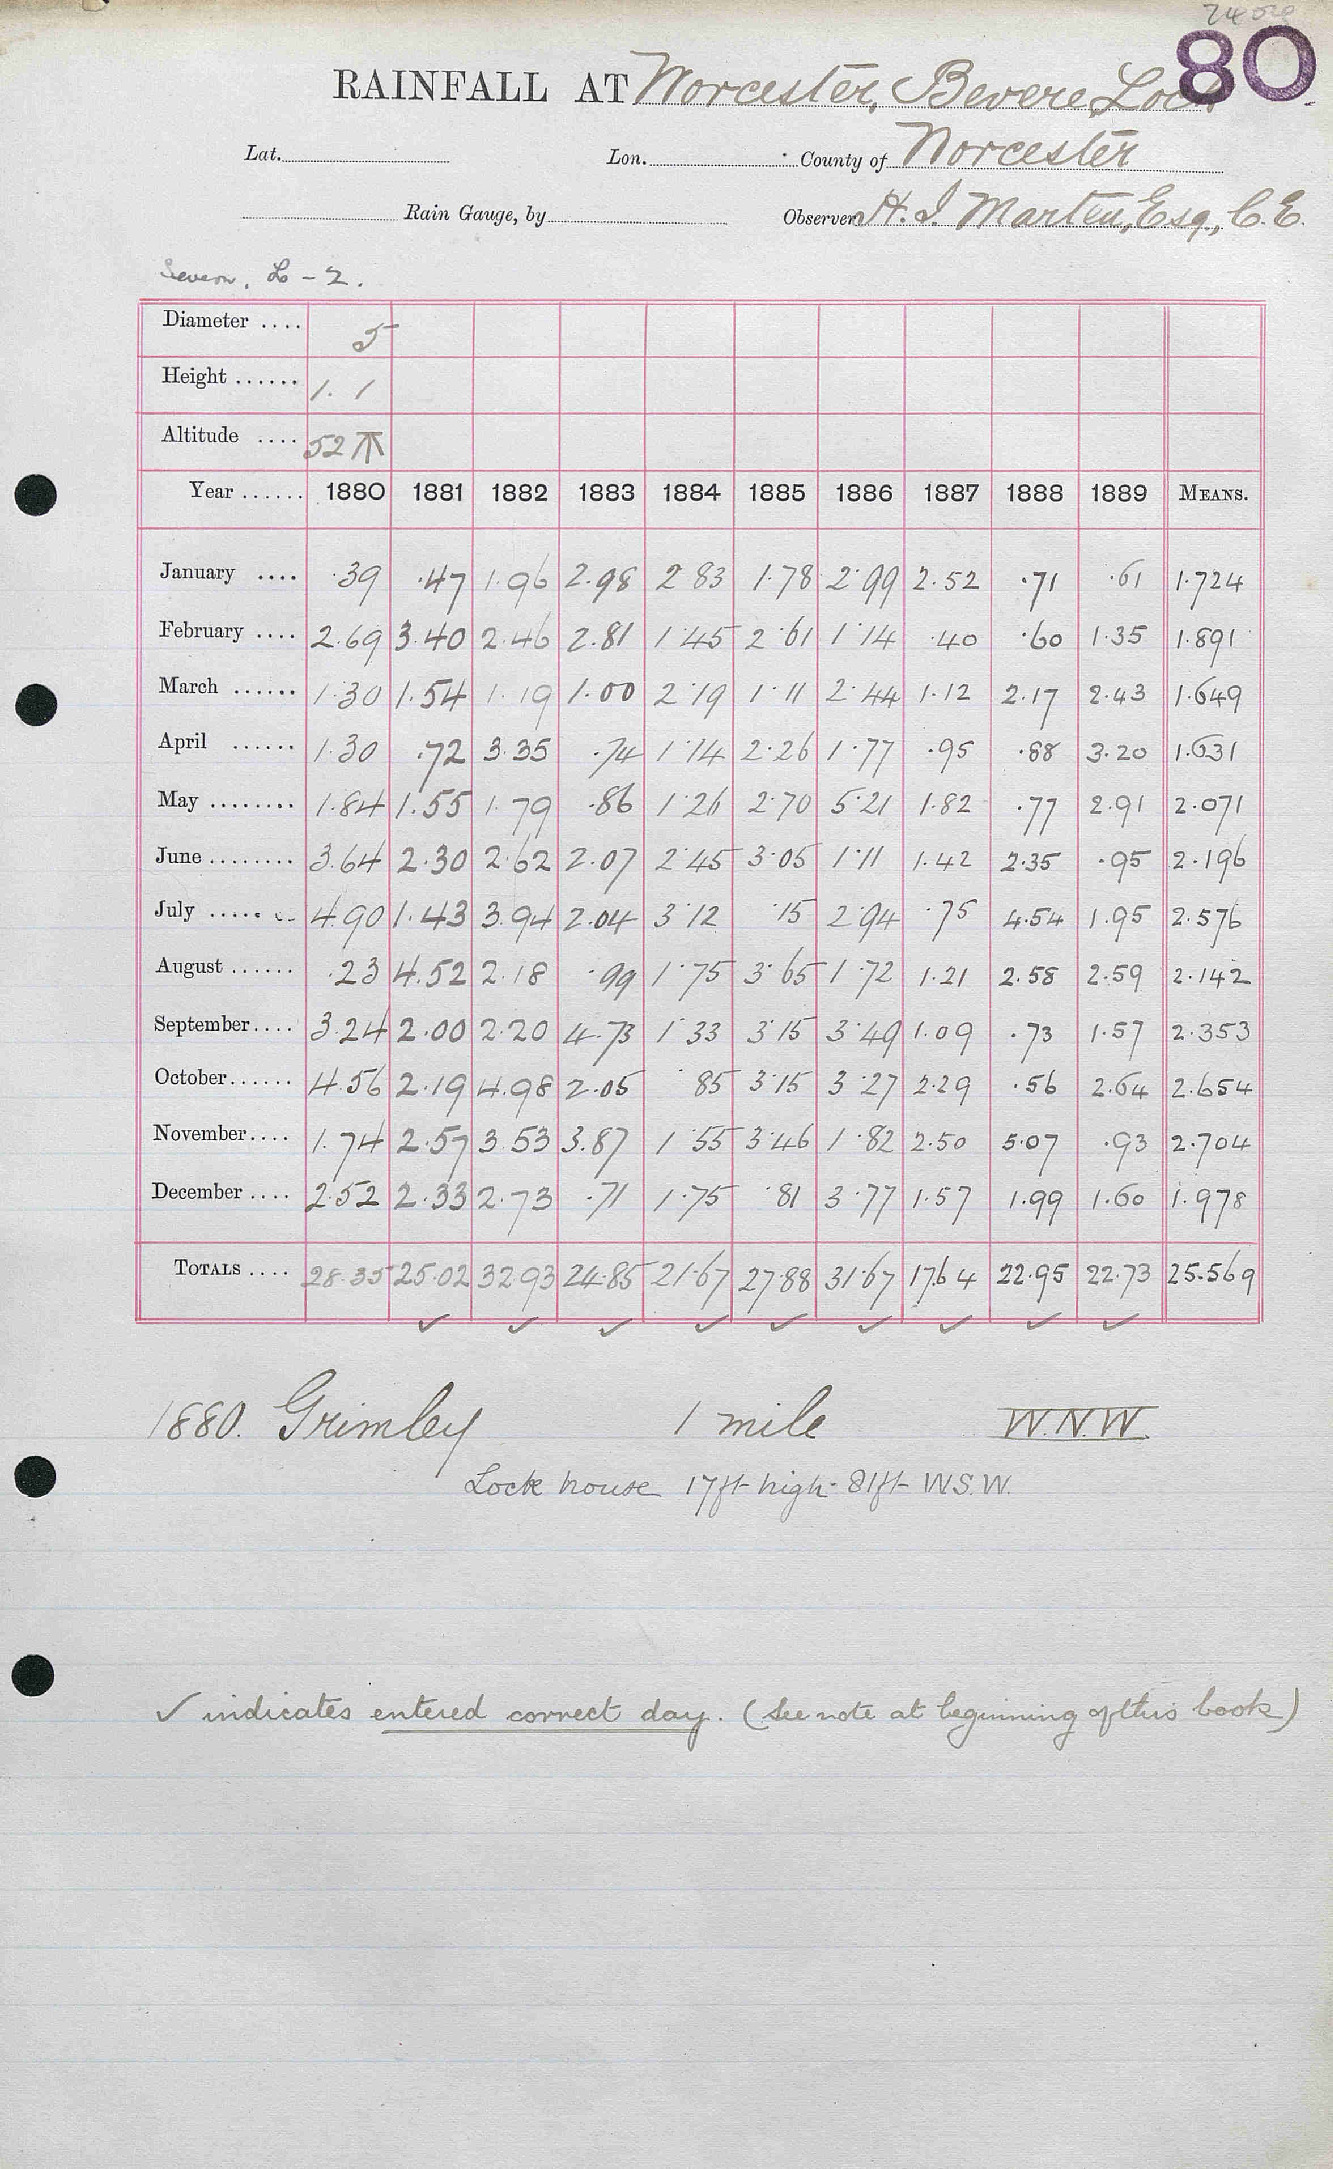 80
RAINFALL AT Worcester, Bevere Lock
Lat. Lon. County of Worcester
Rain Gauge, by Observer H. J. Marten, Esq., C.E.
Severn. L - 2.
Diameter .... 5
Height ...... 1. 1
Altitude .... 52
Year ...... 1880 1881 1882 1883 1884 1885 1886 1887 1888 1889 MEANS.
January .... .39 .47 1.96 2.98 2.83 1.78 2.99 2.52 .71 .61 1.724
February .... 2.69 3.40 2.46 2.81 1.45 2.61 1.14 .40 .60 1.35 1.891
March ...... 1.30 1.54 1.19 1.00 2.19 1.11 2.44 1.12 2.17 2.43 1.649
April ...... 1.30 .72 3.35 .74 1.14 2.26 1.77 .95 .88 3.20 1.631
May ........ 1.84 1.55 1.79 .86 1.26 2.70 5.21 1.82 .77 2.91 2.071
June ........ 3.64 2.30 2.62 2.07 2.45 3.05 1.11 1.42 2.35 .95 2.196
July ........ 4.90 1.43 3.94 2.04 3.12 .15 2.94 .75 4.54 1.95 2.576
August ...... .23 4.52 2.18 .99 1.75 3.65 1.72 1.21 2.58 2.59 2.142
September.... 3.24 2.00 2.20 4.73 1.33 3.15 3.49 1.09 .73 1.57 2.353
October...... 4.56 2.19 4.98 2.05 .85 3.15 3.27 2.29 .56 2.64 2.654
November.... 1.74 2.57 3.53 3.87 1.55 3.46 1.82 2.50 5.07 .93 2.704
December .... 2.52 2.33 2.73 .71 1.75 .81 3.77 1.57 1.99 1.60 1.978
TOTALS .... 28.35 25.02 32.93 24.85 21.67 27.88 31.67 17.64 22.95 22.73 25.569
✓ ✓ ✓ ✓ ✓ ✓ ✓ ✓ ✓
1880. Grimley 1 mile W.N.W.
Lock house 17ft high - 81ft W.S.W.
✓ indicates entered correct day. (see note at beginning of this book)